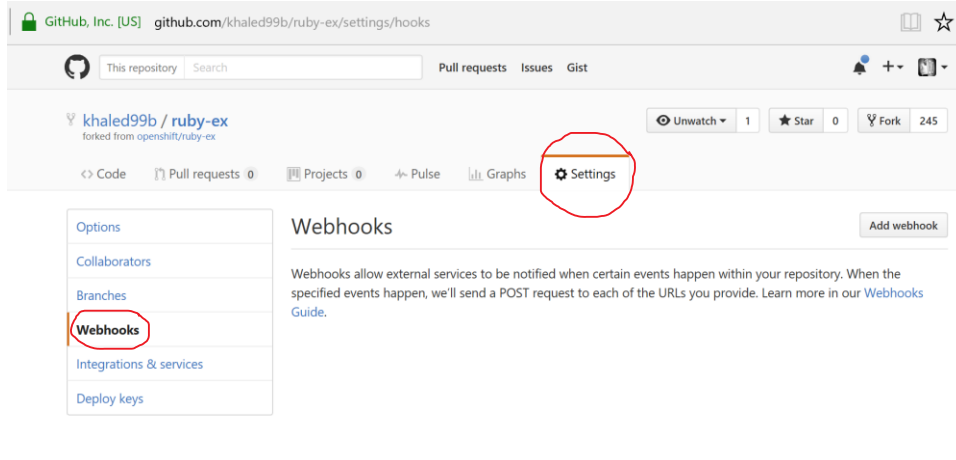 GitHub, Inc. [US] github.com/khaled99b/ruby-ex/settings/hooks
This repository Search Pull requests Issues Gist
khaled99b / ruby-ex Unwatch 1 Star 0 Fork 245
forked from openshift/ruby-ex
Code Pull requests 0 Projects 0 Pulse Graphs Settings
Options
Collaborators
Branches
Webhooks
Integrations & services
Deploy keys
Webhooks Add webhook
Webhooks allow external services to be notified when certain events happen within your repository. When the
specified events happen, we'll send a POST request to each of the URLs you provide. Learn more in our Webhooks
Guide.